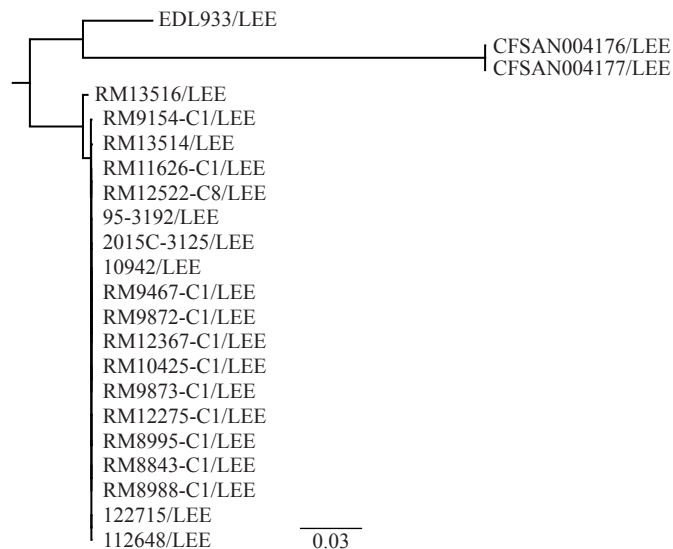 EDL933/LEE
CFSAN004176/LEE
CFSAN004177/LEE
RM13516/LEE
RM9154-C1/LEE
RM13514/LEE
RM11626-C1/LEE
RM12522-C8/LEE
95-3192/LEE
2015C-3125/LEE
10942/LEE
RM9467-C1/LEE
RM9872-C1/LEE
RM12367-C1/LEE
RM10425-C1/LEE
RM9873-C1/LEE
RM12275-C1/LEE
RM8995-C1/LEE
RM8843-C1/LEE
RM8988-C1/LEE
122715/LEE
112648/LEE
0.03